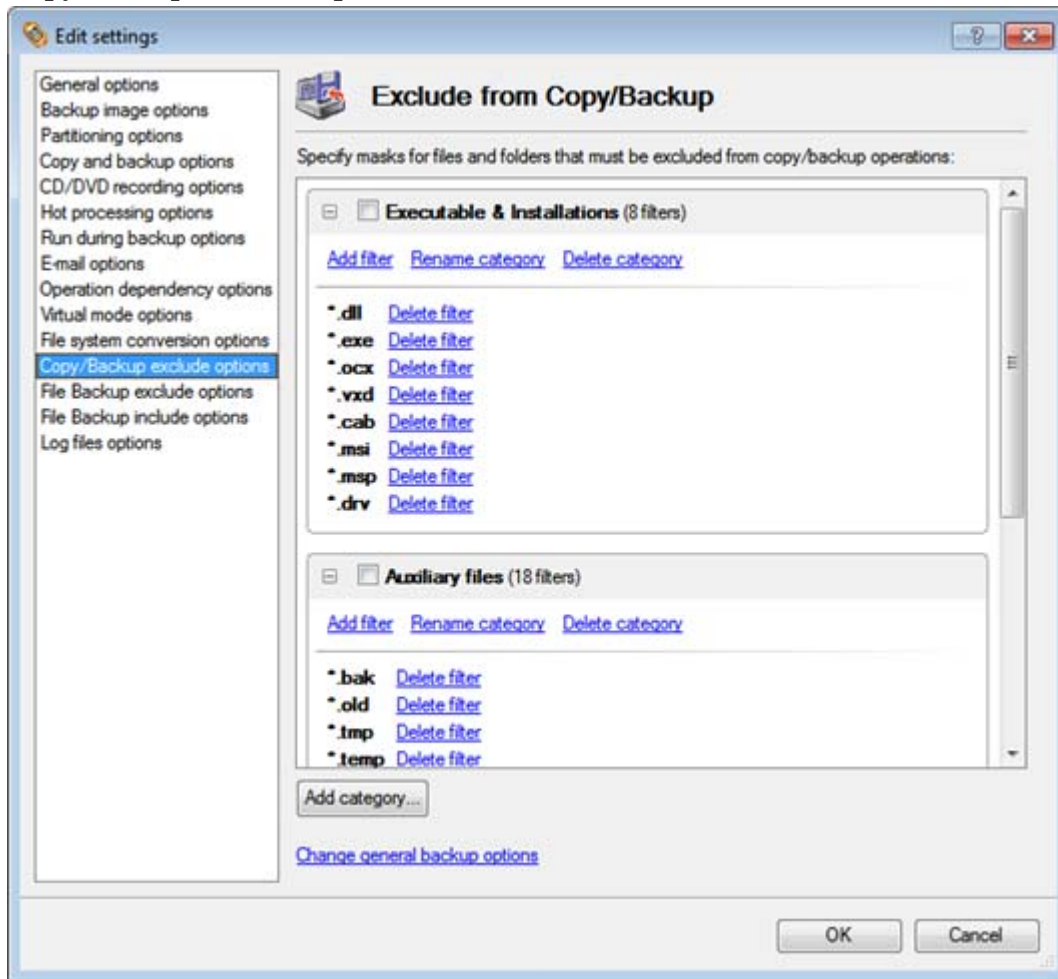 Edit settings
General options
Backup image options
Partitioning options
Copy and backup options
CD/DVD recording options
Hot processing options
Run during backup options
E-mail options
Operation dependency options
Virtual mode options
File system conversion options
Copy/Backup exclude options
File Backup exclude options
File Backup include options
Log files options
Exclude from Copy/Backup
Specify masks for files and folders that must be excluded from copy/backup operations:
Executable & Installations (8 filters)
Add filter Rename category Delete category
*.dll Delete filter
*.exe Delete filter
*.ocx Delete filter
*.vxd Delete filter
*.cab Delete filter
*.msi Delete filter
*.msp Delete filter
*.drv Delete filter
Auxiliary files (18 filters)
Add filter Rename category Delete category
*.bak Delete filter
*.old Delete filter
*.tmp Delete filter
*.temp Delete filter
Add category...
Change general backup options
OK Cancel